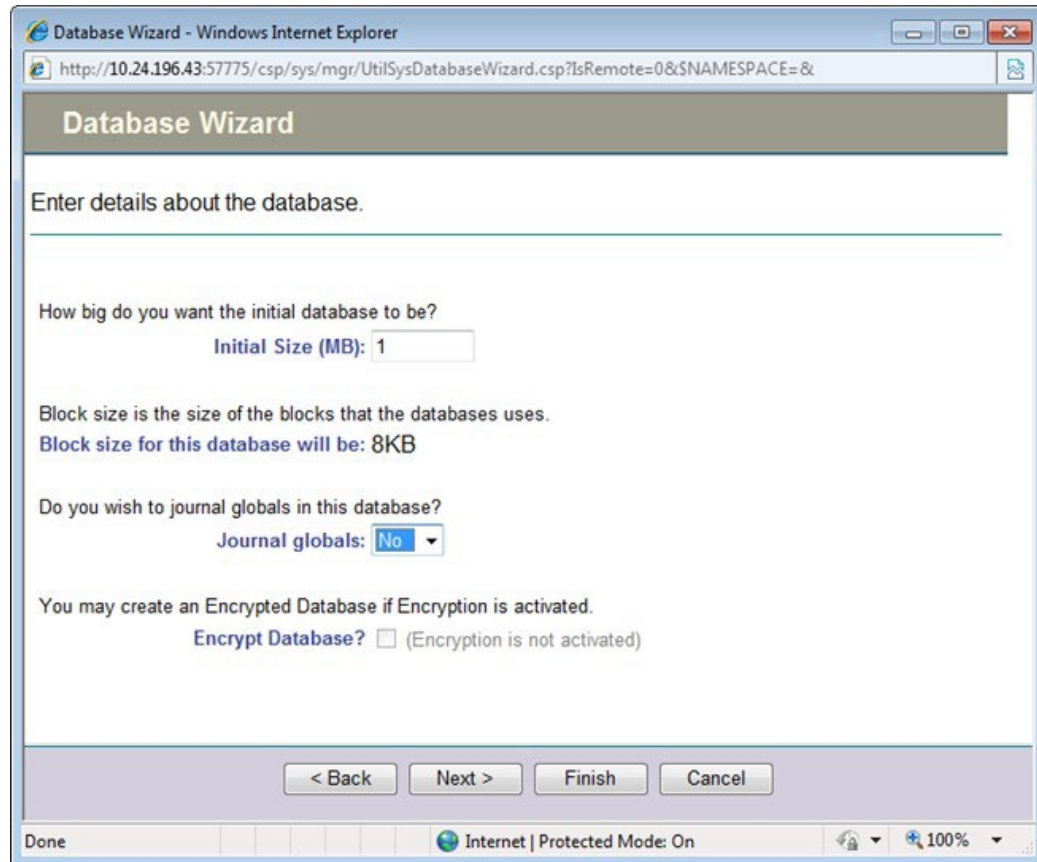 Database Wizard - Windows Internet Explorer
http://10.24.196.43:57775/csp/sys/mgr/UtilSysDatabaseWizard.csp?IsRemote=0&$NAMESPACE=&
Database Wizard
Enter details about the database.
How big do you want the initial database to be?
Initial Size (MB): 1
Block size is the size of the blocks that the databases uses.
Block size for this database will be: 8KB
Do you wish to journal globals in this database?
Journal globals: No
You may create an Encrypted Database if Encryption is activated.
Encrypt Database? (Encryption is not activated)
< Back Next > Finish Cancel
Done Internet | Protected Mode: On 100%